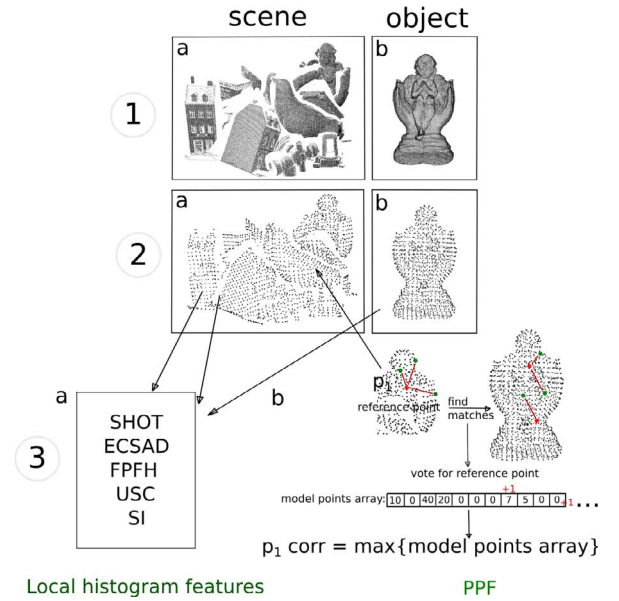 scene object
a b
1
a b
2
p1
reference point find
matches
a
b
SHOT
ECSAD
3 FPFH
USC
SI
vote for reference point
+1
model points array: 10 0 40 20 0 0 0 7 5 0 0 +1 ...
p1 corr = max{model points array}
Local histogram features PPF